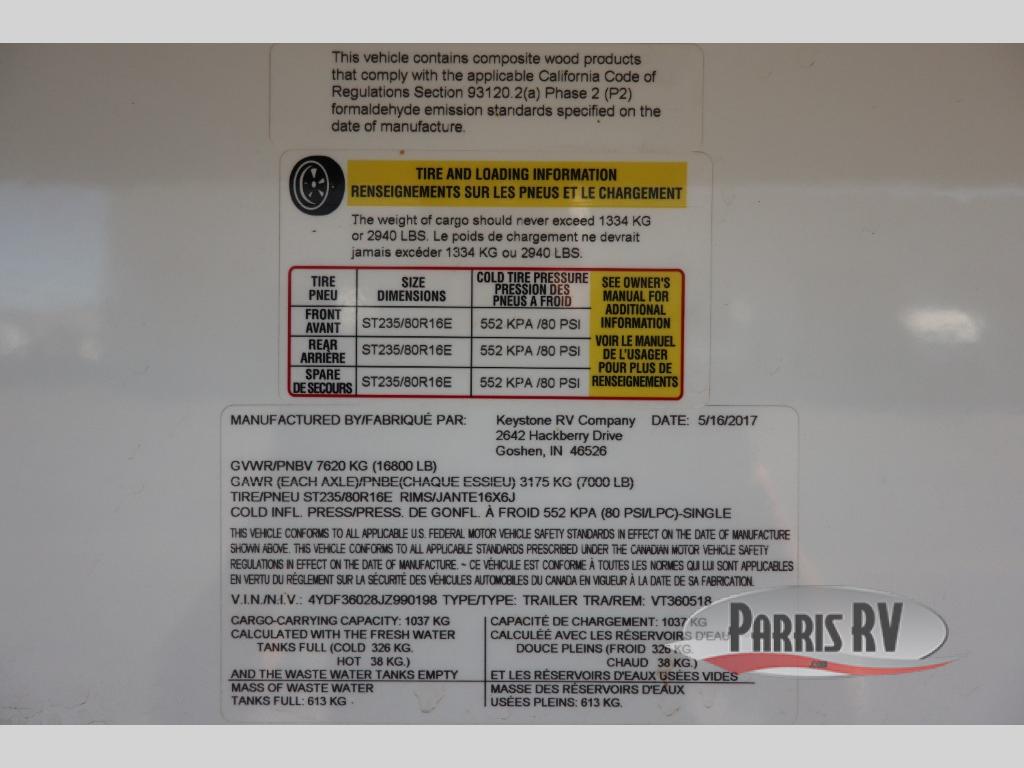 This vehicle contains composite wood products
that comply with the applicable California Code of
Regulations Section 93120.2(a) Phase 2 (P2)
formaldehyde emission standards specified on the
date of manufacture.
TIRE AND LOADING INFORMATION
RENSEIGNEMENTS SUR LES PNEUS ET LE CHARGEMENT
The weight of cargo should never exceed 1334 KG
or 2940 LBS. Le poids de chargement ne devrait
jamais excéder 1334 KG ou 2940 LBS.
TIRE
PNEU
SIZE
DIMENSIONS
COLD TIRE PRESSURE
PRESSION DES
PNEUS A FROID
FRONT
AVANT
ST235/80R16E
552 KPA /80 PSI
REAR
ARRIÈRE
ST235/80R16E
552 KPA /80 PSI
SPARE
DE SECOURS
ST235/80R16E
552 KPA /80 PSI
SEE OWNER'S
MANUAL FOR
ADDITIONAL
INFORMATION
VOIR LE MANUEL
DE L'USAGER
POUR PLUS DE
RENSEIGNEMENTS
MANUFACTURED BY/FABRIQUÉ PAR: Keystone RV Company DATE: 5/16/2017
2642 Hackberry Drive
Goshen, IN 46526
GVWR/PNBV 7620 KG (16800 LB)
GAWR (EACH AXLE)/PNBE(CHAQUE ESSIEU) 3175 KG (7000 LB)
TIRE/PNEU ST235/80R16E RIMS/JANTE16X6J
COLD INFL. PRESS/PRESS. DE GONFL. À FROID 552 KPA (80 PSI/LPC)-SINGLE
THIS VEHICLE CONFORMS TO ALL APPLICABLE U.S. FEDERAL MOTOR VEHICLE SAFETY STANDARDS IN EFFECT ON THE DATE OF MANUFACTURE
SHOWN ABOVE. THIS VEHICLE CONFORMS TO ALL APPLICABLE STANDARDS PRESCRIBED UNDER THE CANADIAN MOTOR VEHICLE SAFETY
REGULATIONS IN EFFECT ON THE DATE OF MANUFACTURE. ~ CE VÉHICULE EST CONFORME À TOUTES LES NORMES QUI LUI SONT APPLICABLES
EN VERTU DU RÈGLEMENT SUR LA SÉCURITÉ DES VÉHICULES AUTOMOBILES DU CANADA EN VIGUEUR À LA DATE DE SA FABRICATION.
V.I.N./N.I.V.: 4YDF36028JZ990198 TYPE/TYPE: TRAILER TRA/REM: VT360518
CARGO-CARRYING CAPACITY: 1037 KG
CALCULATED WITH THE FRESH WATER
TANKS FULL (COLD 326 KG.
HOT 38 KG.)
AND THE WASTE WATER TANKS EMPTY
MASS OF WASTE WATER
TANKS FULL: 613 KG
CAPACITÉ DE CHARGEMENT: 1037 KG
CALCULÉE AVEC LES RÉSERVOIRS D'EAU
DOUCE PLEINS (FROID 326 KG.
CHAUD 38 KG.)
ET LES RÉSERVOIRS D'EAUX USÉES VIDES
MASSE DES RÉSERVOIRS D'EAUX
USÉES PLEINS: 613 KG.
PARRIS RV
.com